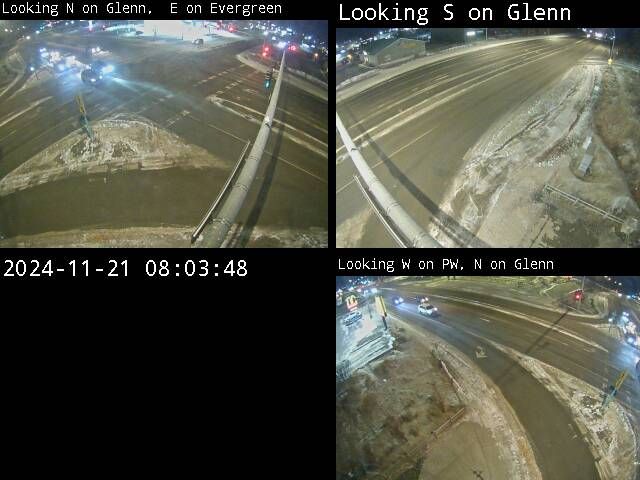 Looking N on Glenn,  E on Evergreen
Looking S on Glenn
2024-11-21 08:03:48
Looking W on PW, N on Glenn